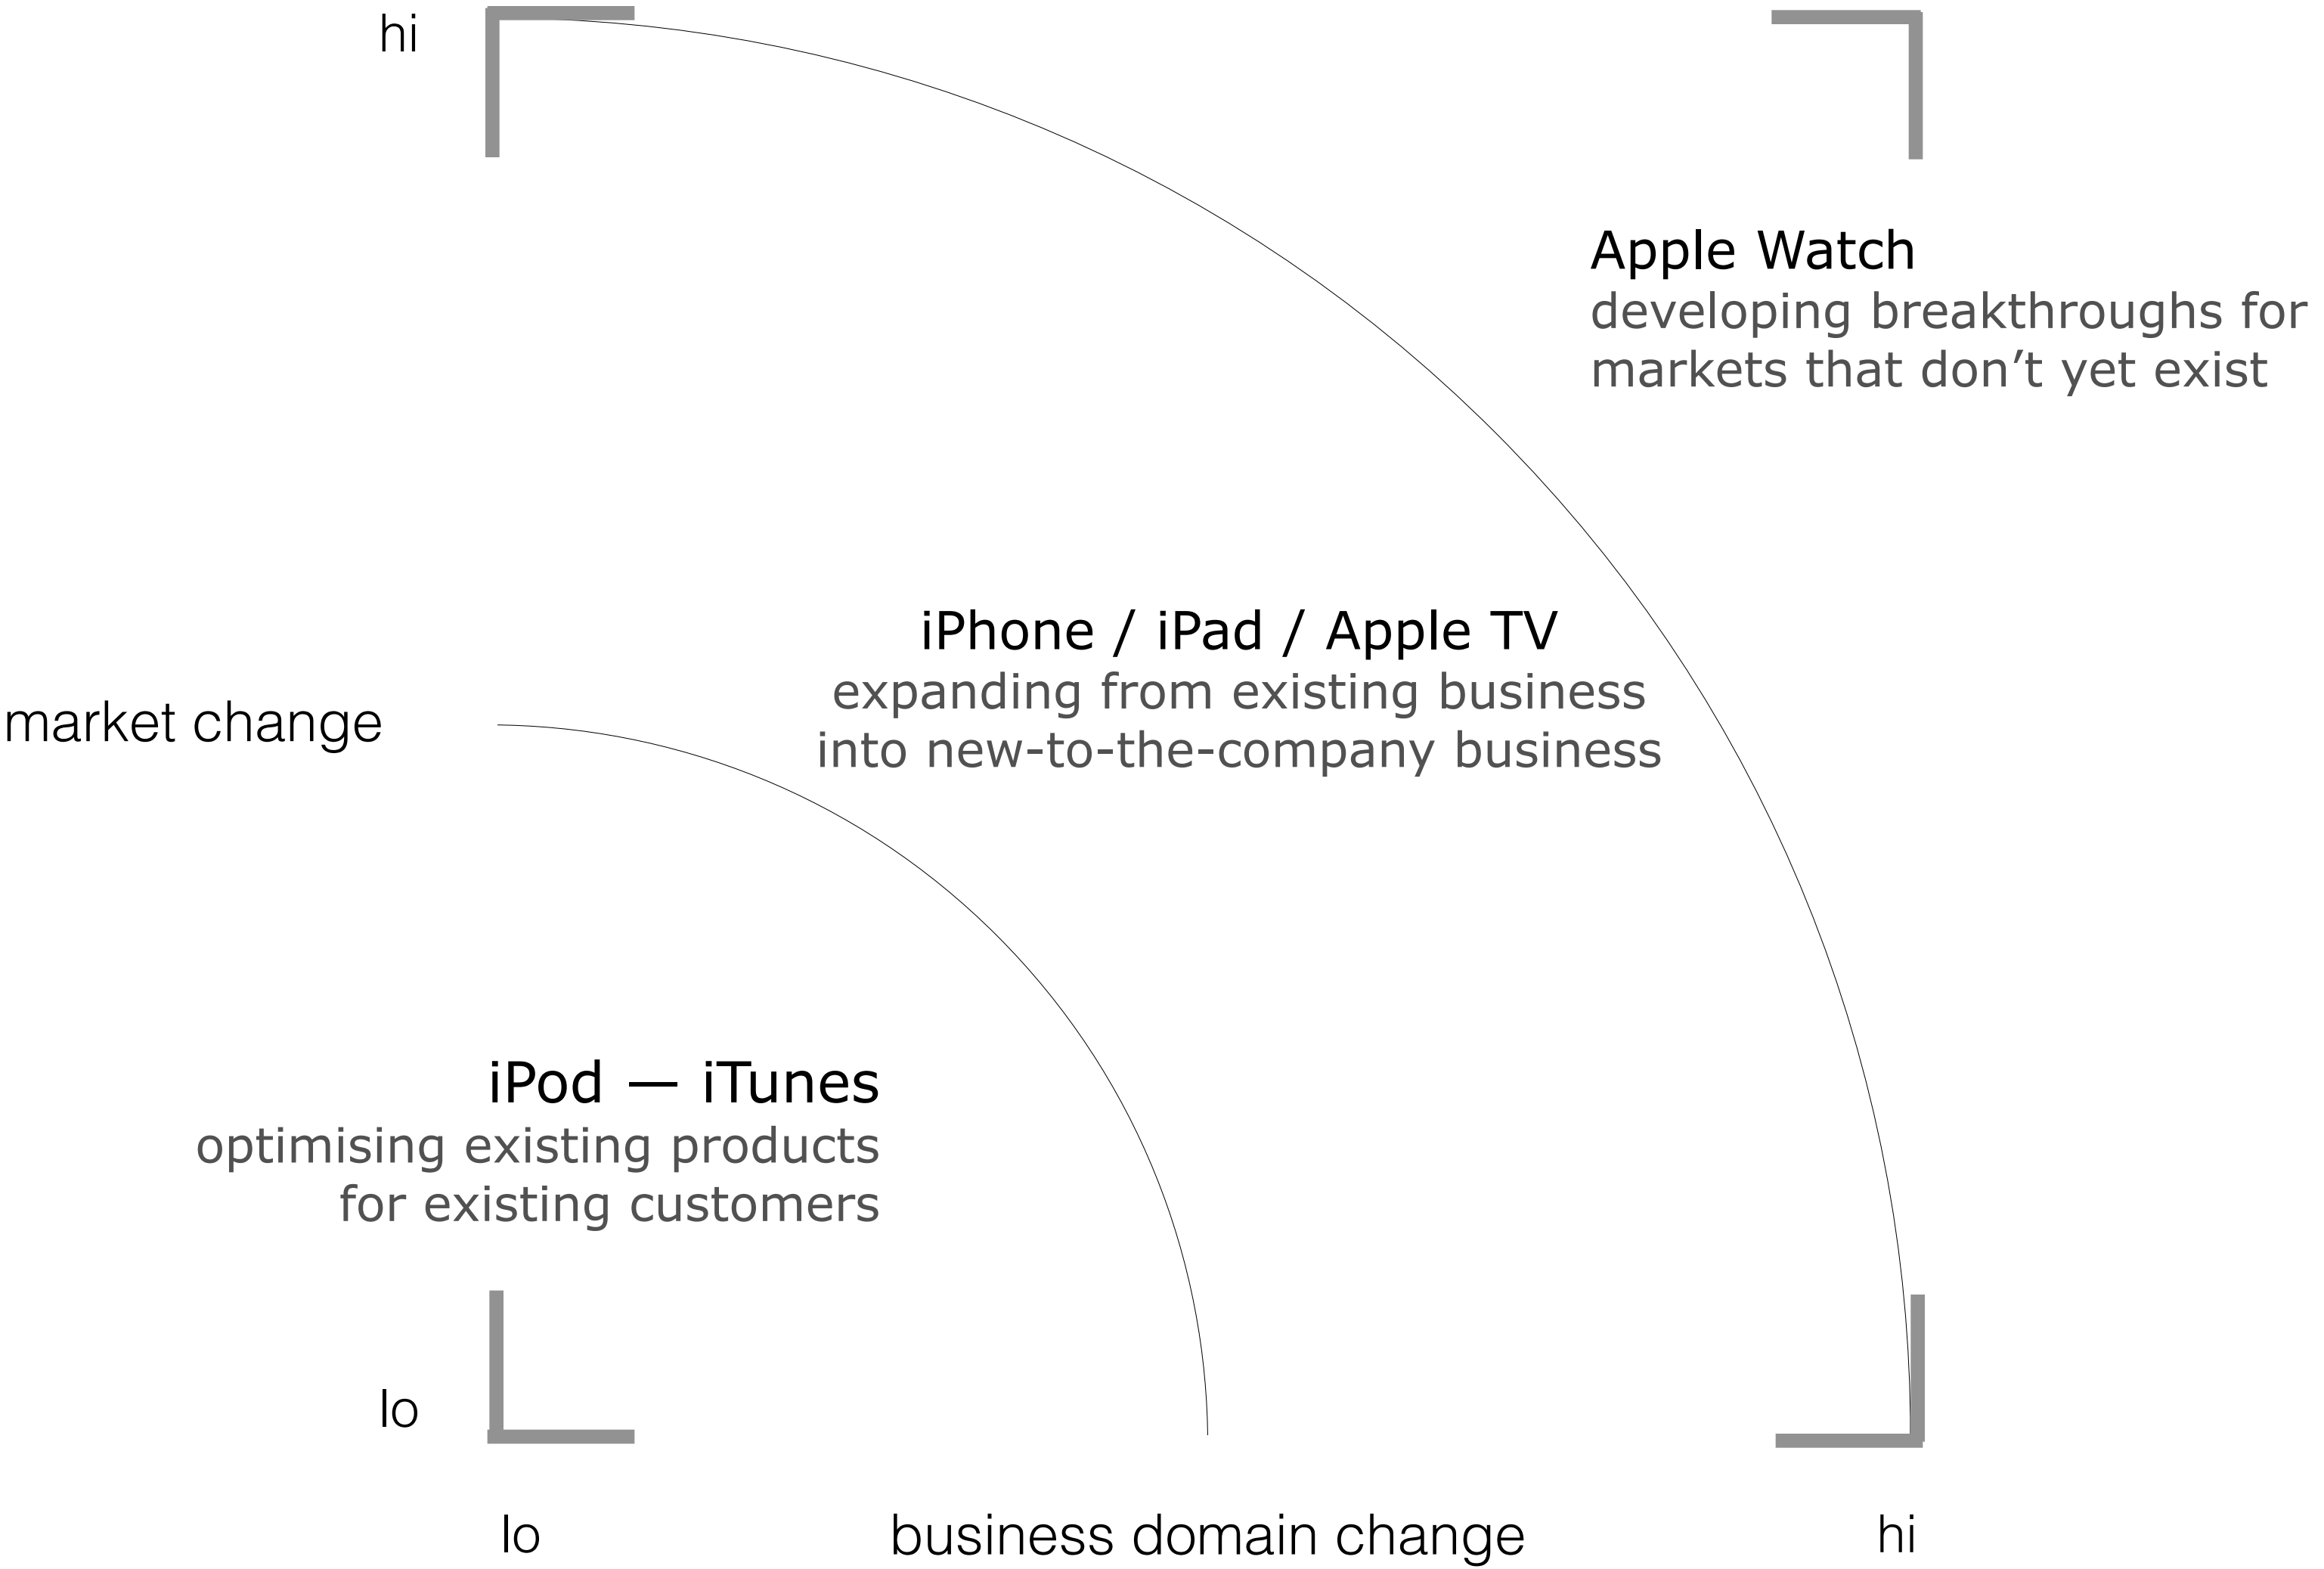 hi
Apple Watch
developing breakthroughs for
markets that don’t yet exist
iPhone / iPad / Apple TV
expanding from existing business
into new-to-the-company business
market change
iPod — iTunes
optimising existing products
for existing customers
lo
lo
business domain change
hi